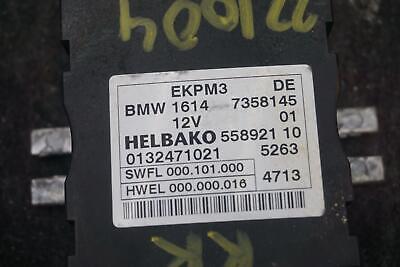 221004
EKPM3 DE
BMW 1614 7358145
12V 01
HELBAKO 558921 10
0132471021 5263
SWFL 000.101.000
HWEL 000.000.016 4713